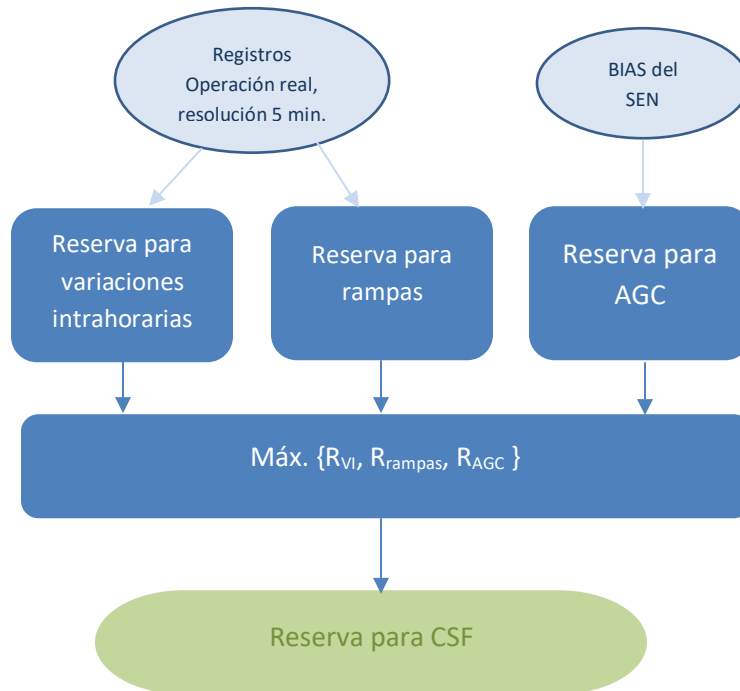 Registros
Operación real,
resolución 5 min.
BIAS del
SEN
Reserva para
variaciones
intrahorarias
Reserva para
rampas
Reserva para
AGC
Máx. {RVI, Rrampas, RAGC }
Reserva para CSF